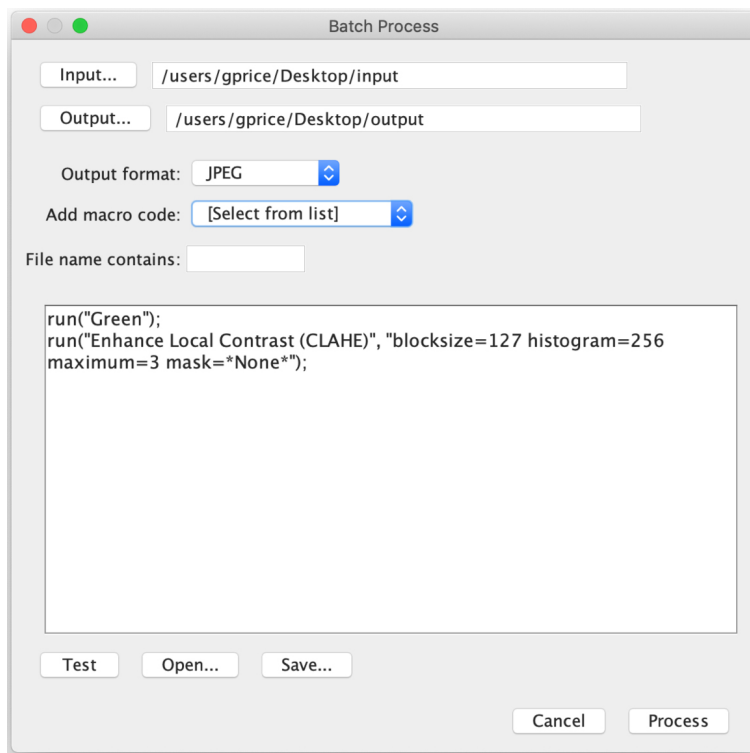 Batch Process
Input... /users/gprice/Desktop/input
Output... /users/gprice/Desktop/output
Output format: JPEG
Add macro code: [Select from list]
File name contains:
run("Green");
run("Enhance Local Contrast (CLAHE)", "blocksize=127 histogram=256
maximum=3 mask=*None*");
Test Open... Save...
Cancel Process